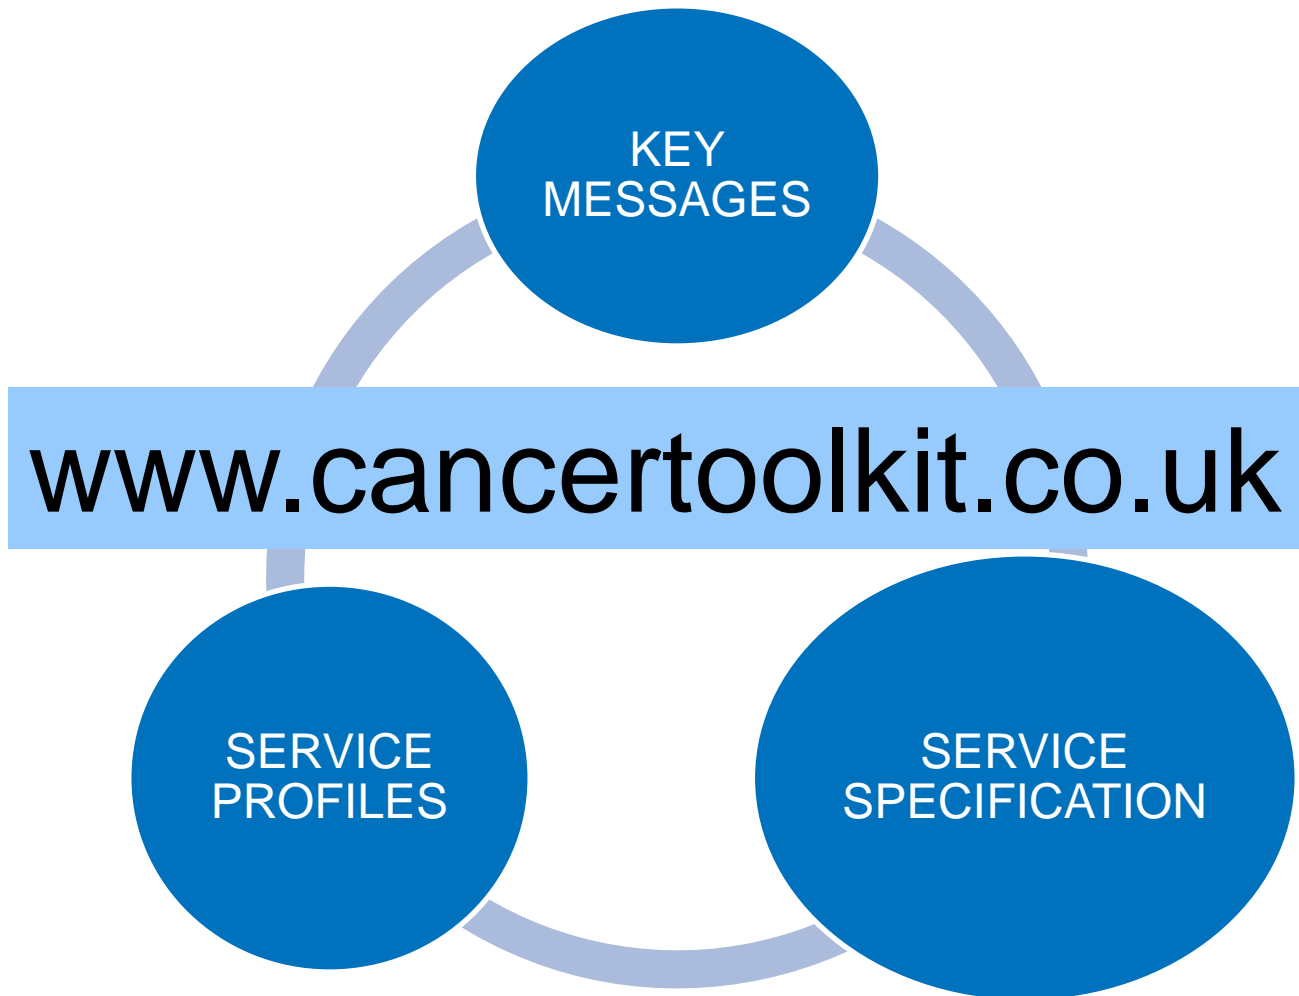 KEY
MESSAGES
www.cancertoolkit.co.uk
SERVICE
PROFILES
SERVICE
SPECIFICATION